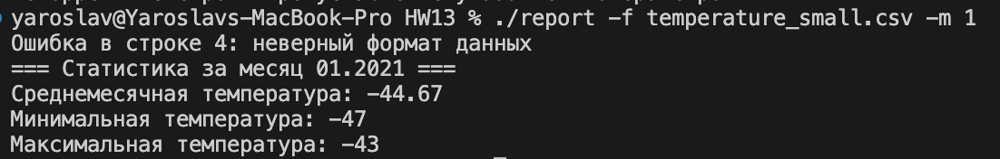 yaroslav@Yaroslavs-MacBook-Pro HW13 % ./report -f temperature_small.csv -m 1
Ошибка в строке 4: неверный формат данных
=== Статистика за месяц 01.2021 ===
Среднемесячная температура: -44.67
Минимальная температура: -47
Максимальная температура: -43